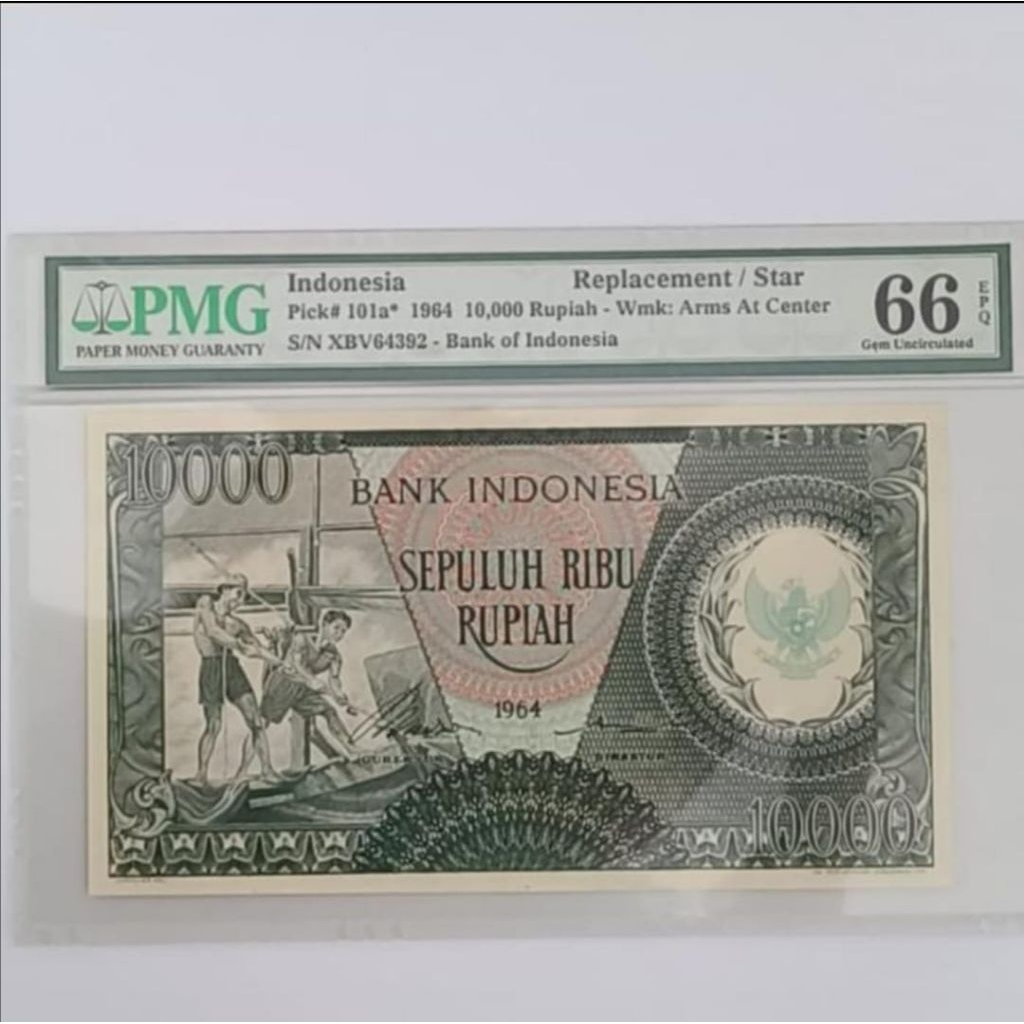 PMG
PAPER MONEY GUARANTY
Indonesia Replacement / Star
Pick# 101a* 1964 10,000 Rupiah - Wmk: Arms At Center
S/N XBV64392 - Bank of Indonesia
66
EPQ
Gem Uncirculated
10000
BANK INDONESIA
SEPULUH RIBU
RUPIAH
1964
DIREKTUR
10000